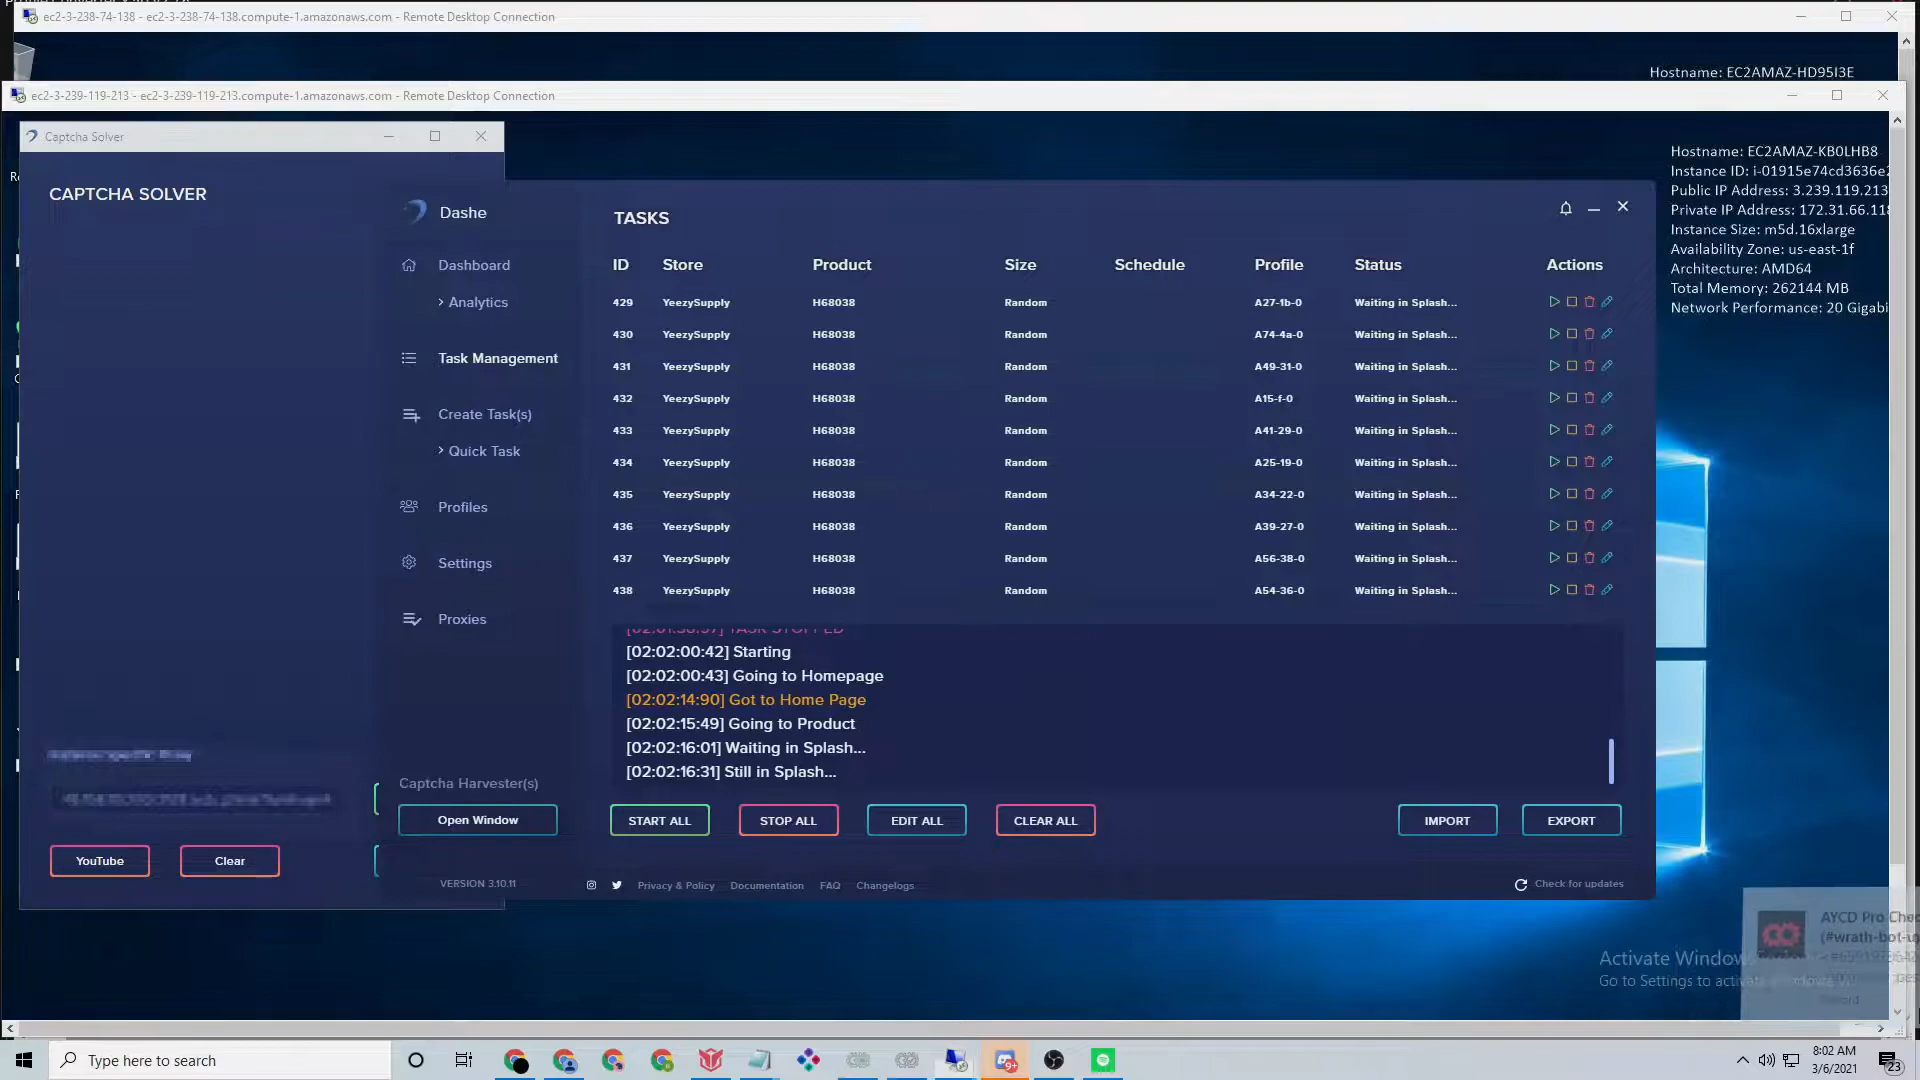 ec2-3-238-74-138 - ec2-3-238-74-138.compute-1.amazonaws.com - Remote Desktop Connection
Hostname: EC2AMAZ-HD95I3E
ec2-3-239-119-213 - ec2-3-239-119-213.compute-1.amazonaws.com - Remote Desktop Connection
Captcha Solver
CAPTCHA SOLVER
Hostname: EC2AMAZ-KB0LHB8
Instance ID: i-01915e74cd3636e2
Public IP Address: 3.239.119.213
Private IP Address: 172.31.66.118
Instance Size: m5d.16xlarge
Availability Zone: us-east-1f
Architecture: AMD64
Total Memory: 262144 MB
Network Performance: 20 Gigabi
Dashe
Dashboard
Analytics
Task Management
Create Task(s)
Quick Task
Profiles
Settings
Proxies
Captcha Harvester(s)
Open Window
VERSION 3.10.11
TASKS
ID Store Product Size Schedule Profile Status Actions
429 YeezySupply H68038 Random A27-1b-0 Waiting in Splash...
430 YeezySupply H68038 Random A74-4a-0 Waiting in Splash...
431 YeezySupply H68038 Random A49-31-0 Waiting in Splash...
432 YeezySupply H68038 Random A15-f-0 Waiting in Splash...
433 YeezySupply H68038 Random A41-29-0 Waiting in Splash...
434 YeezySupply H68038 Random A25-19-0 Waiting in Splash...
435 YeezySupply H68038 Random A34-22-0 Waiting in Splash...
436 YeezySupply H68038 Random A39-27-0 Waiting in Splash...
437 YeezySupply H68038 Random A56-38-0 Waiting in Splash...
438 YeezySupply H68038 Random A54-36-0 Waiting in Splash...
TASK STOPPED
[02:02:00:42] Starting
[02:02:00:43] Going to Homepage
[02:02:14:90] Got to Home Page
[02:02:15:49] Going to Product
[02:02:16:01] Waiting in Splash...
[02:02:16:31] Still in Splash...
START ALL STOP ALL EDIT ALL CLEAR ALL IMPORT EXPORT
YouTube Clear
Privacy & Policy Documentation FAQ Changelogs
Check for updates
AYCD Pro Chec
(#wrath-bot-u
Activate Window
Go to Settings to activate Windows.
Discord
Type here to search
9+
8:02 AM
3/6/2021
23